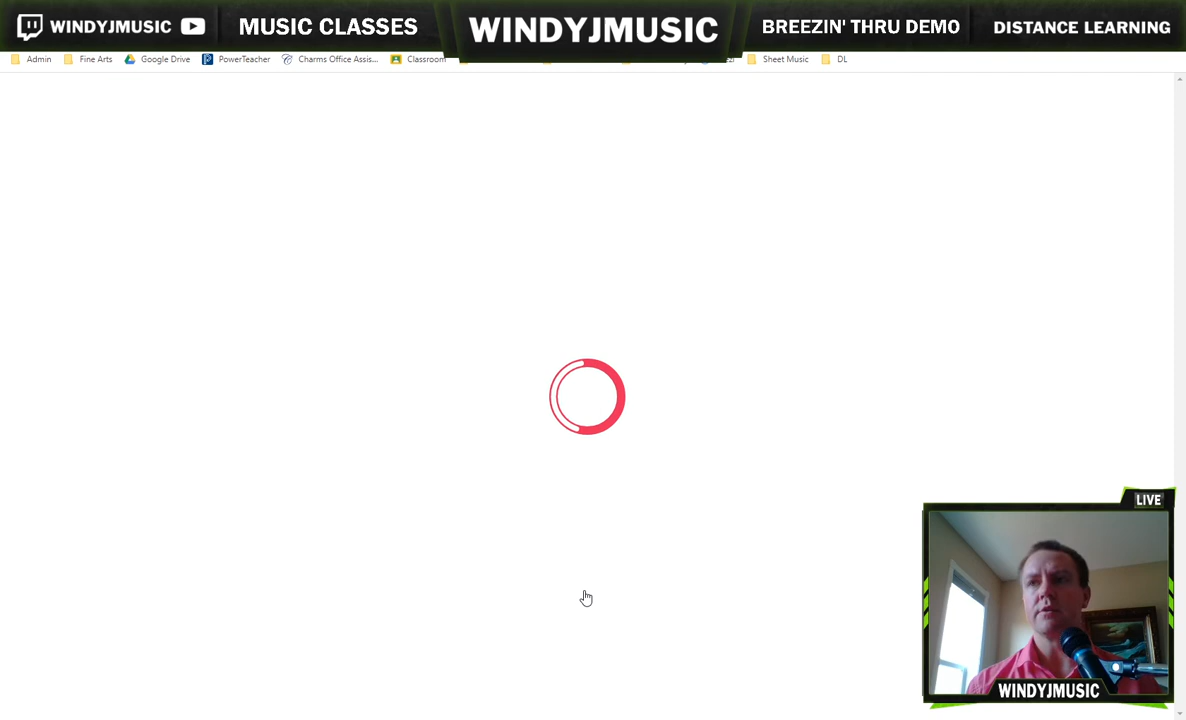 WINDYJMUSIC
MUSIC CLASSES
WINDYJMUSIC
BREEZIN' THRU DEMO
DISTANCE LEARNING
Admin
Fine Arts
Google Drive
PowerTeacher
Charms Office Assis...
Classroom
Sheet Music
DL
LIVE
WINDYJMUSIC